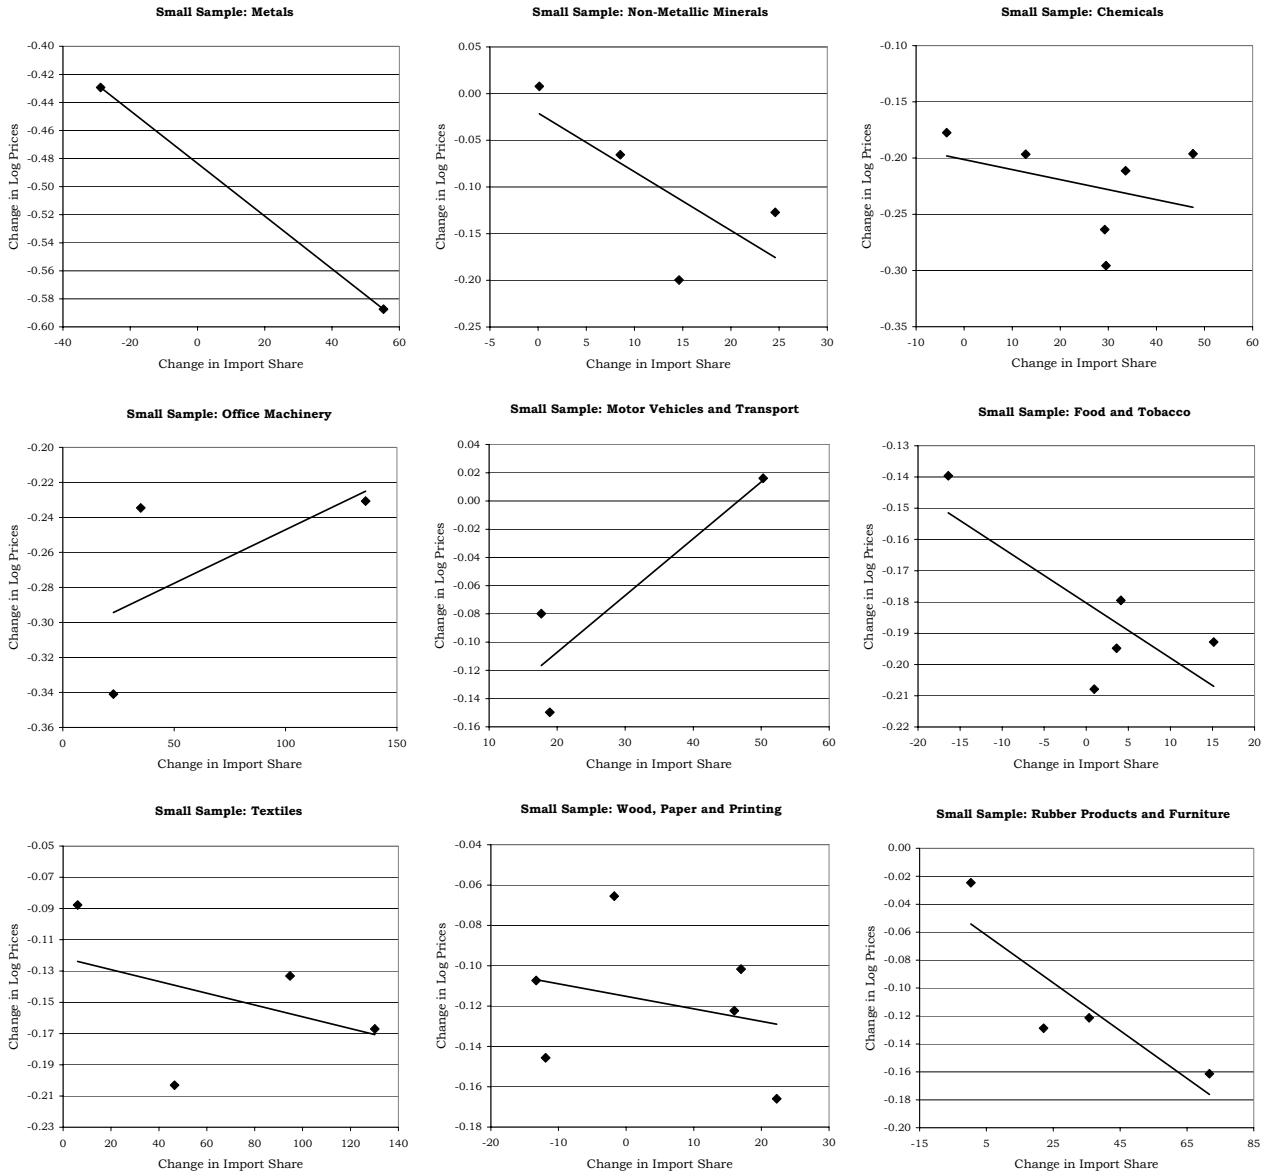 Small Sample: Metals
-0.40
-0.42
-0.44
-0.46
-0.48
-0.50
-0.52
-0.54
-0.56
-0.58
-0.60
-40 -20 0 20 40 60
Change in Log Prices
Change in Import Share
Small Sample: Non-Metallic Minerals
0.05
0.00
-0.05
-0.10
-0.15
-0.20
-0.25
-5 0 5 10 15 20 25 30
Change in Log Prices
Change in Import Share
Small Sample: Chemicals
-0.10
-0.15
-0.20
-0.25
-0.30
-0.35
-10 0 10 20 30 40 50 60
Change in Log Prices
Change in Import Share
Small Sample: Office Machinery
-0.20
-0.22
-0.24
-0.26
-0.28
-0.30
-0.32
-0.34
-0.36
0 50 100 150
Change in Log Prices
Change in Import Share
Small Sample: Motor Vehicles and Transport
0.04
0.02
0.00
-0.02
-0.04
-0.06
-0.08
-0.10
-0.12
-0.14
-0.16
10 20 30 40 50 60
Change in Log Prices
Change in Import Share
Small Sample: Food and Tobacco
-0.13
-0.14
-0.15
-0.16
-0.17
-0.18
-0.19
-0.20
-0.21
-0.22
-20 -15 -10 -5 0 5 10 15 20
Change in Log Prices
Change in Import Share
Small Sample: Textiles
-0.05
-0.07
-0.09
-0.11
-0.13
-0.15
-0.17
-0.19
-0.21
-0.23
0 20 40 60 80 100 120 140
Change in Log Prices
Change in Import Share
Small Sample: Wood, Paper and Printing
-0.04
-0.06
-0.08
-0.10
-0.12
-0.14
-0.16
-0.18
-20 -10 0 10 20 30
Change in Log Prices
Change in Import Share
Small Sample: Rubber Products and Furniture
0.00
-0.02
-0.04
-0.06
-0.08
-0.10
-0.12
-0.14
-0.16
-0.18
-0.20
-15 5 25 45 65 85
Change in Log Prices
Change in Import Share